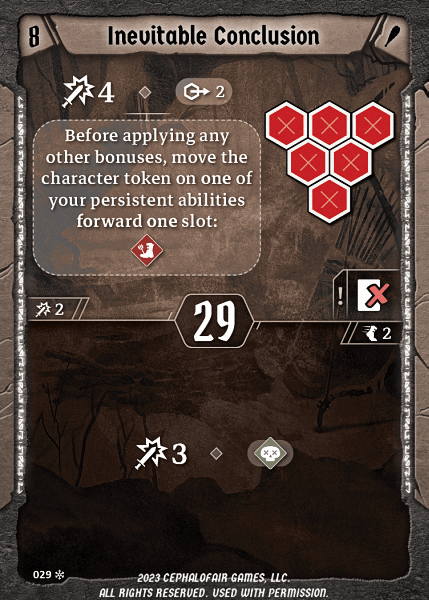 8
Inevitable Conclusion
4
2
Before applying any
other bonuses, move the
character token on one of
your persistent abilities
forward one slot:
!
2
29
2
3
029
2023 CEPHALOFAIR GAMES, LLC.
ALL RIGHTS RESERVED. USED WITH PERMISSION.